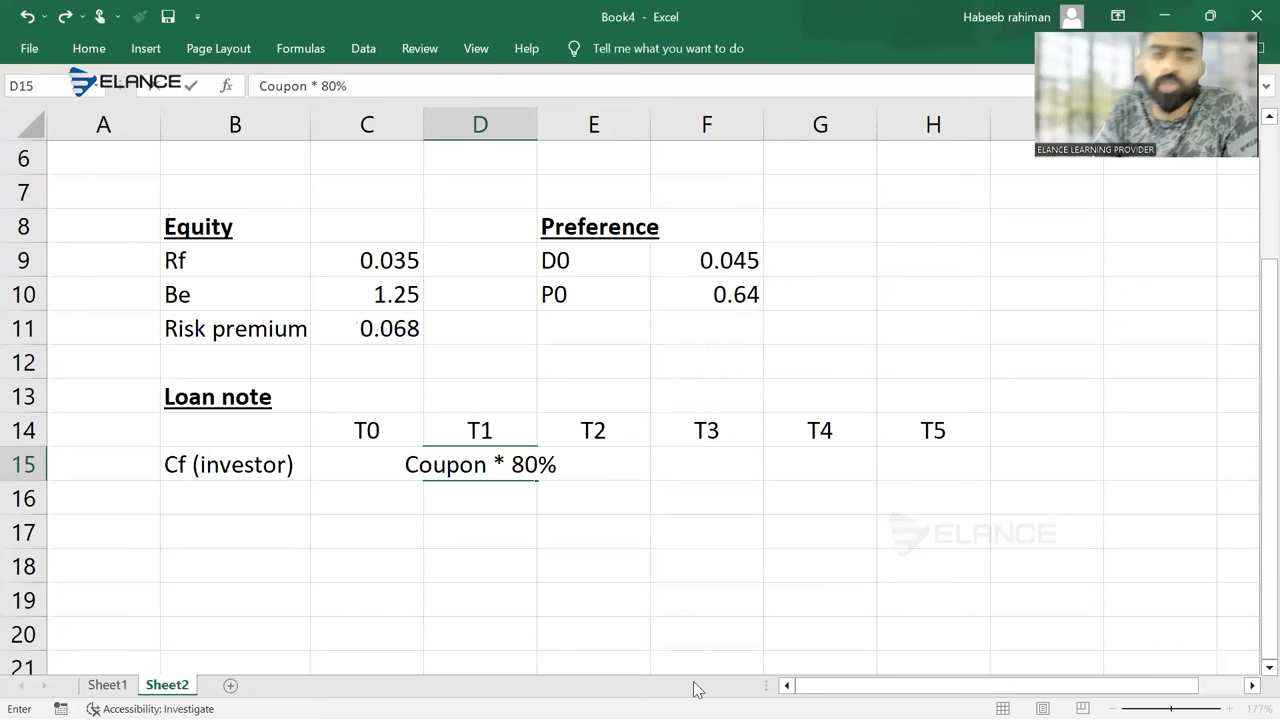 Book4 - Excel
Habeeb rahiman
File Home Insert Page Layout Formulas Data Review View Help Tell me what you want to do
D15 ELANCE fx Coupon * 80%
ELANCE LEARNING PROVIDER
A B C D E F G H
6
7
8 Equity Preference
9 Rf 0.035 D0 0.045
10 Be 1.25 P0 0.64
11 Risk premium 0.068
12
13 Loan note
14 T0 T1 T2 T3 T4 T5
15 Cf (investor) Coupon * 80%
16
17 ELANCE
18
19
20
21
Sheet1 Sheet2
Enter Accessibility: Investigate 177%